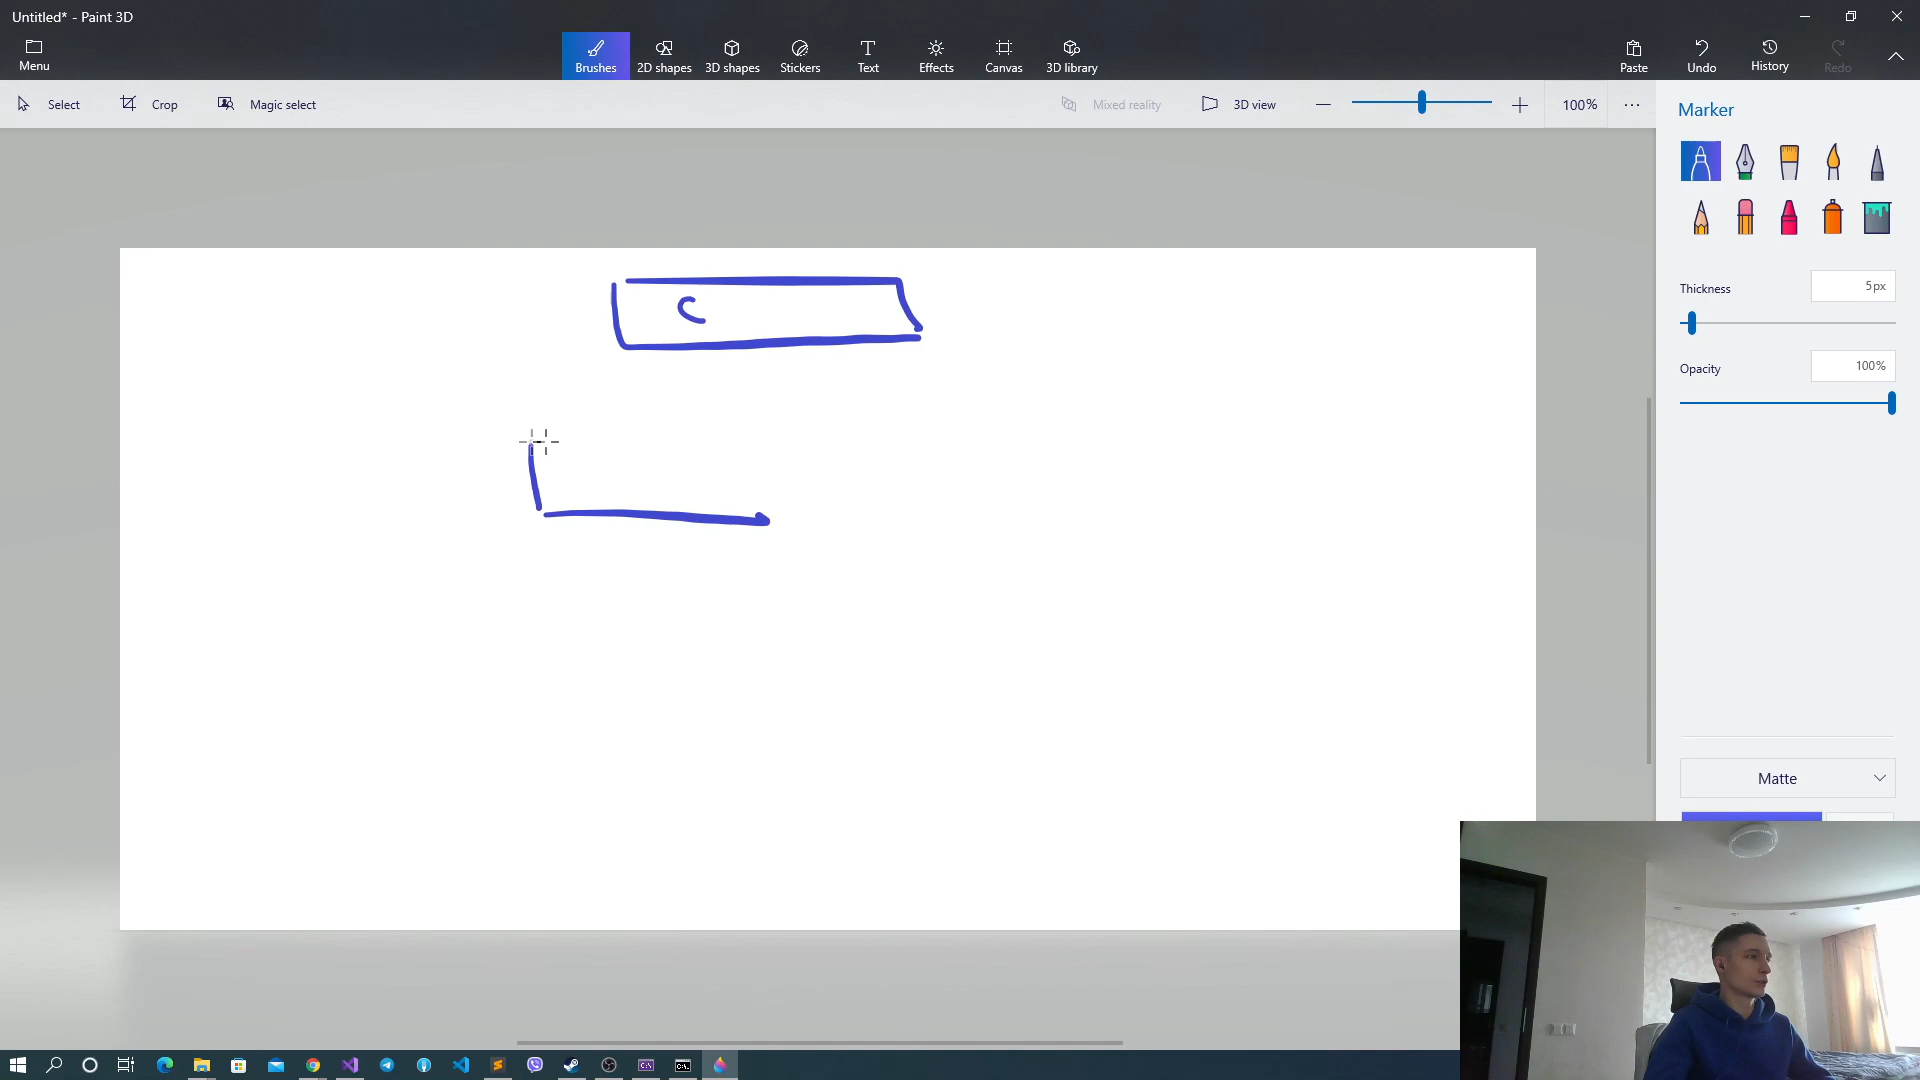 Untitled* - Paint 3D
Menu
Brushes
2D shapes
3D shapes
Stickers
Text
Effects
Canvas
3D library
Paste
Undo
History
Redo
Select
Crop
Magic select
Mixed reality
3D view
100%
Marker
Thickness
5px
Opacity
100%
Matte
C